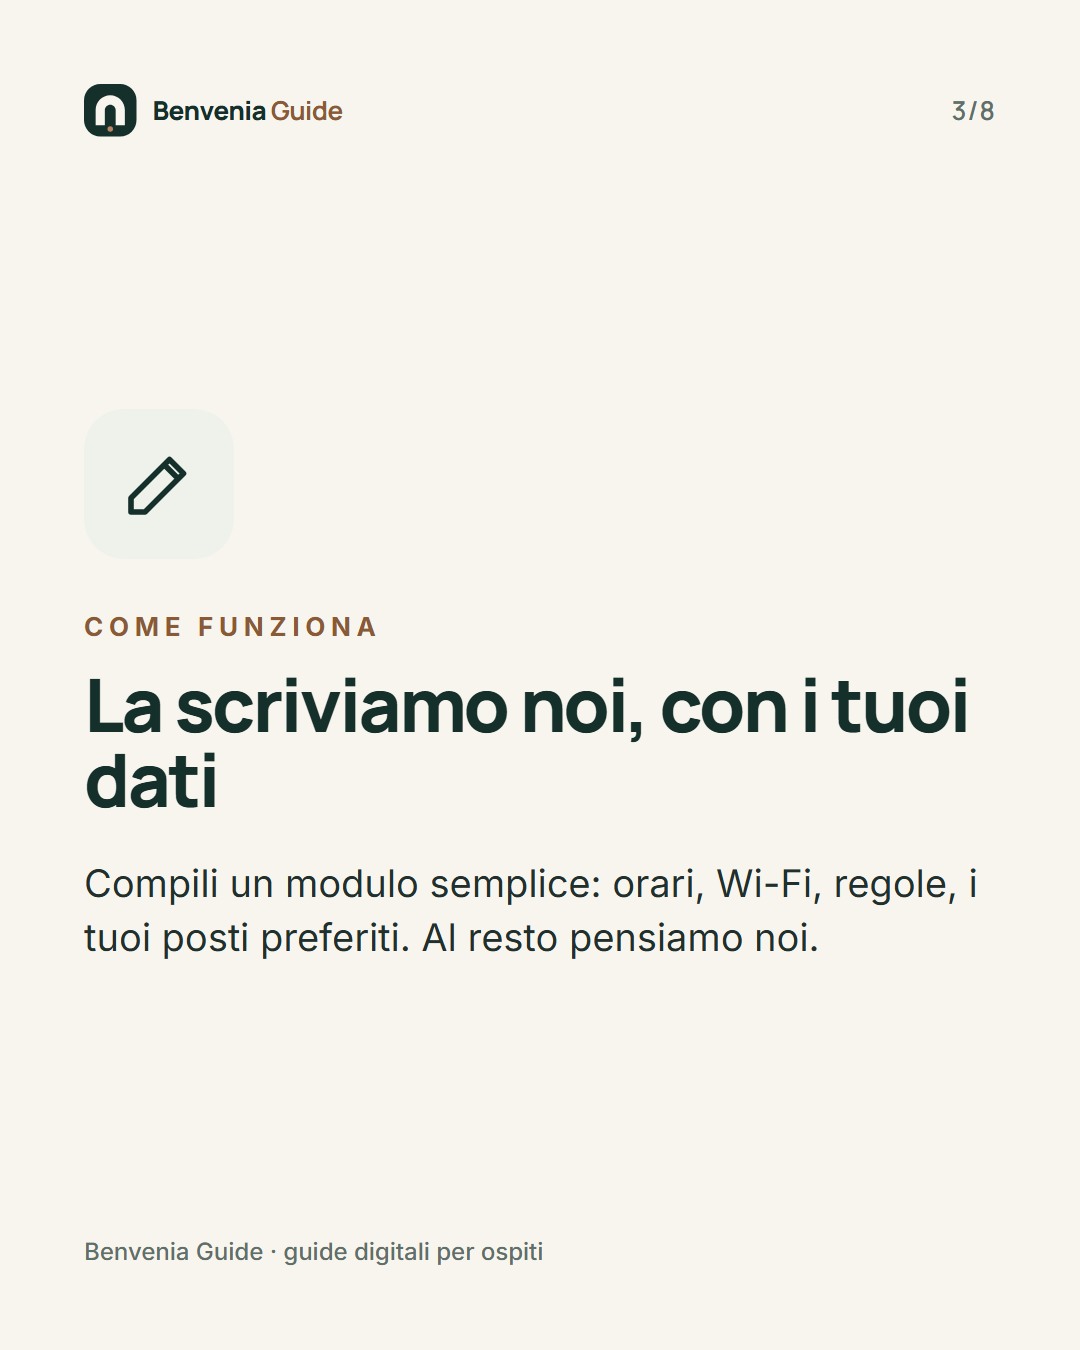 Benvenia Guide
3/8
COME FUNZIONA
La scriviamo noi, con i tuoi
dati
Compili un modulo semplice: orari, Wi-Fi, regole, i
tuoi posti preferiti. Al resto pensiamo noi.
Benvenia Guide · guide digitali per ospiti